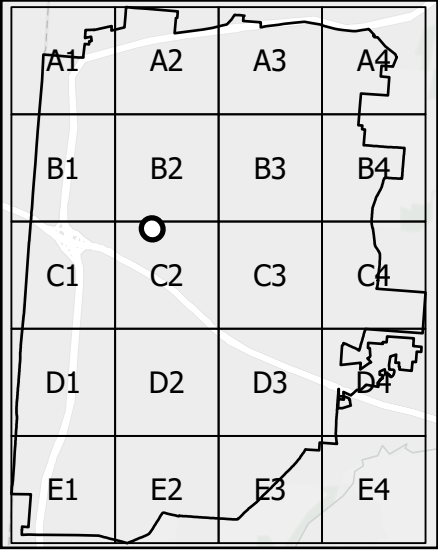 A1 A2 A3 A4
B1 B2 B3 B4
C1 C2 C3 C4
D1 D2 D3 D4
E1 E2 E3 E4